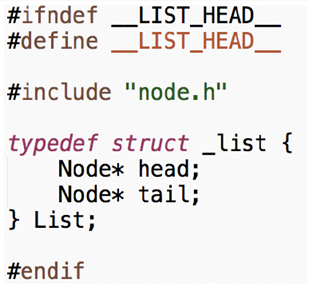 #ifndef __LIST_HEAD__
#define __LIST_HEAD__
#include "node.h"
typedef struct _list {
    Node* head;
    Node* tail;
} List;
#endif